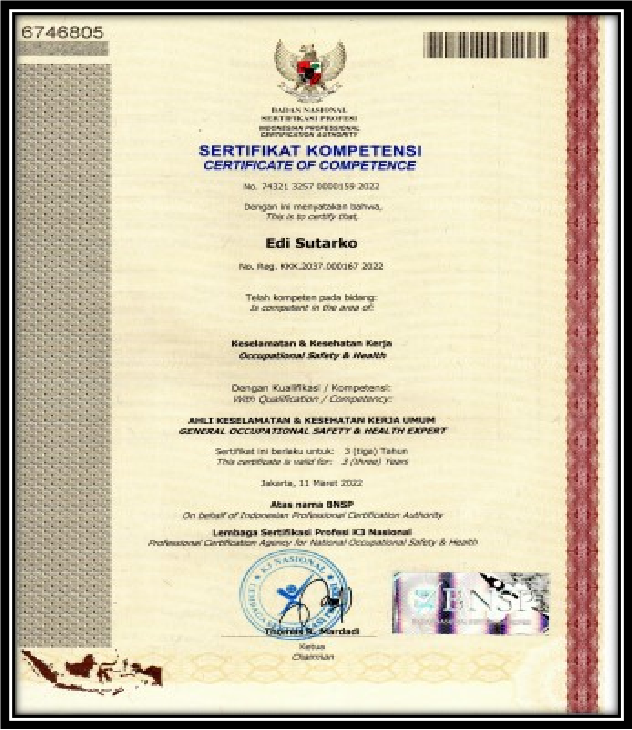 6746805
BADAN NASIONAL
SERTIFIKASI PROFESI
INDONESIAN PROFESSIONAL
CERTIFICATION AUTHORITY
SERTIFIKAT KOMPETENSI
CERTIFICATE OF COMPETENCE
No. 74321 3257 0000159 2022
Dengan ini menyatakan bahwa,
This is to certify that,
Edi Sutarko
No. Reg. KKK.2037.000167 2022
Telah kompeten pada bidang:
Is competent in the area of:
Keselamatan & Kesehatan Kerja
Occupational Safety & Health
Dengan Kualifikasi / Kompetensi:
With Qualification / Competency:
AHLI KESELAMATAN & KESEHATAN KERJA UMUM
GENERAL OCCUPATIONAL SAFETY & HEALTH EXPERT
Sertifikat ini berlaku untuk: 3 (tiga) Tahun
This certificate is valid for: 3 (three) Years
Jakarta, 11 Maret 2022
Atas nama BNSP
On behalf of Indonesian Professional Certification Authority
Lembaga Sertifikasi Profesi K3 Nasional
Professional Certification Agency for National Occupational Safety & Health
K3 NASIONAL
BNSP
Thomas R. Mardadi
Ketua
Chairman